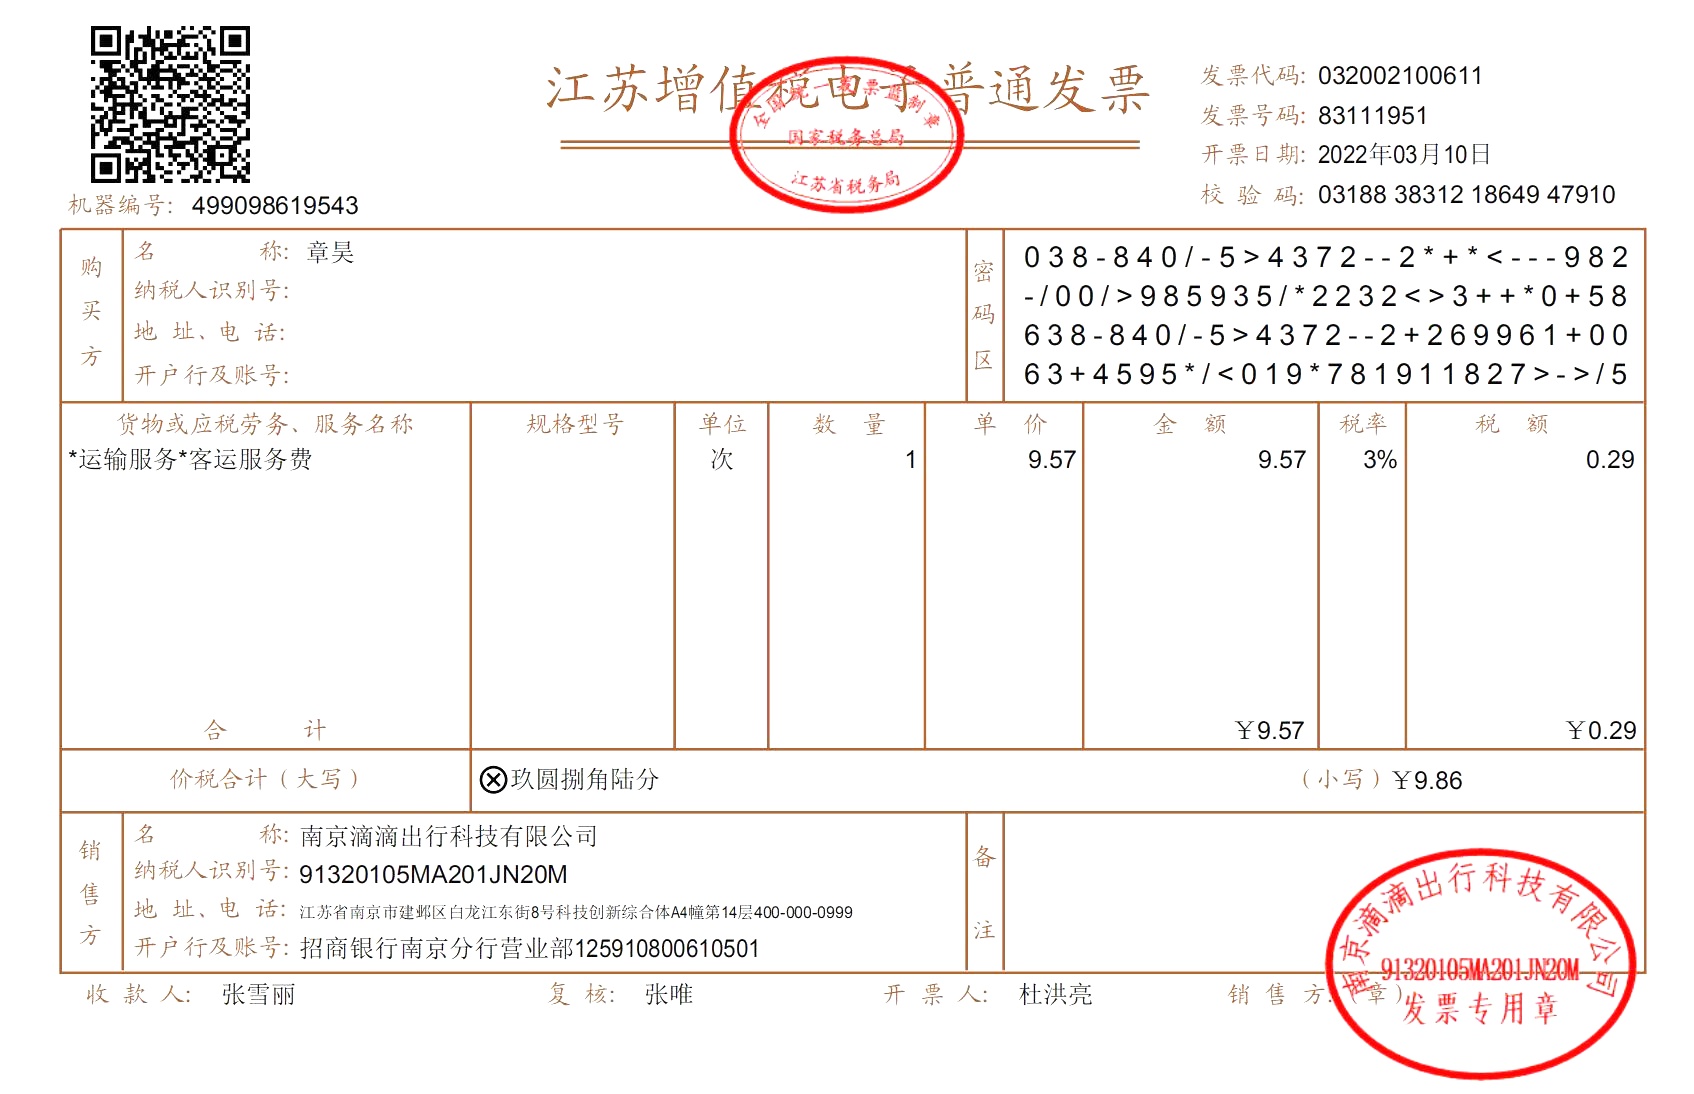 江苏增值税电子普通发票
全国统一发票监制章
国家税务总局
江苏省税务局
发票代码: 032002100611
发票号码: 83111951
开票日期: 2022年03月10日
校 验 码: 03188 38312 18649 47910
机器编号: 499098619543
购买方
名 称: 章昊
纳税人识别号:
地 址、电 话:
开户行及账号:
密码区
038-840/-5>4372--2*+*<---982
-/00/>985935/*2232<>3++*0+58
638-840/-5>4372--2+269961+00
63+4595*/<019*781911827>->/5
货物或应税劳务、服务名称 规格型号 单位 数 量 单 价 金 额 税率 税 额
*运输服务*客运服务费 次 1 9.57 9.57 3% 0.29
合 计 ￥9.57 ￥0.29
价税合计（大写） ⊗玖圆捌角陆分 （小写）￥9.86
销售方
名 称: 南京滴滴出行科技有限公司
纳税人识别号: 91320105MA201JN20M
地 址、电 话: 江苏省南京市建邺区白龙江东街8号科技创新综合体A4幢第14层400-000-0999
开户行及账号: 招商银行南京分行营业部125910800610501
备注
收 款 人: 张雪丽 复 核: 张唯 开 票 人: 杜洪亮 销 售 方:（章）
南京滴滴出行科技有限公司
91320105MA201JN20M
发票专用章